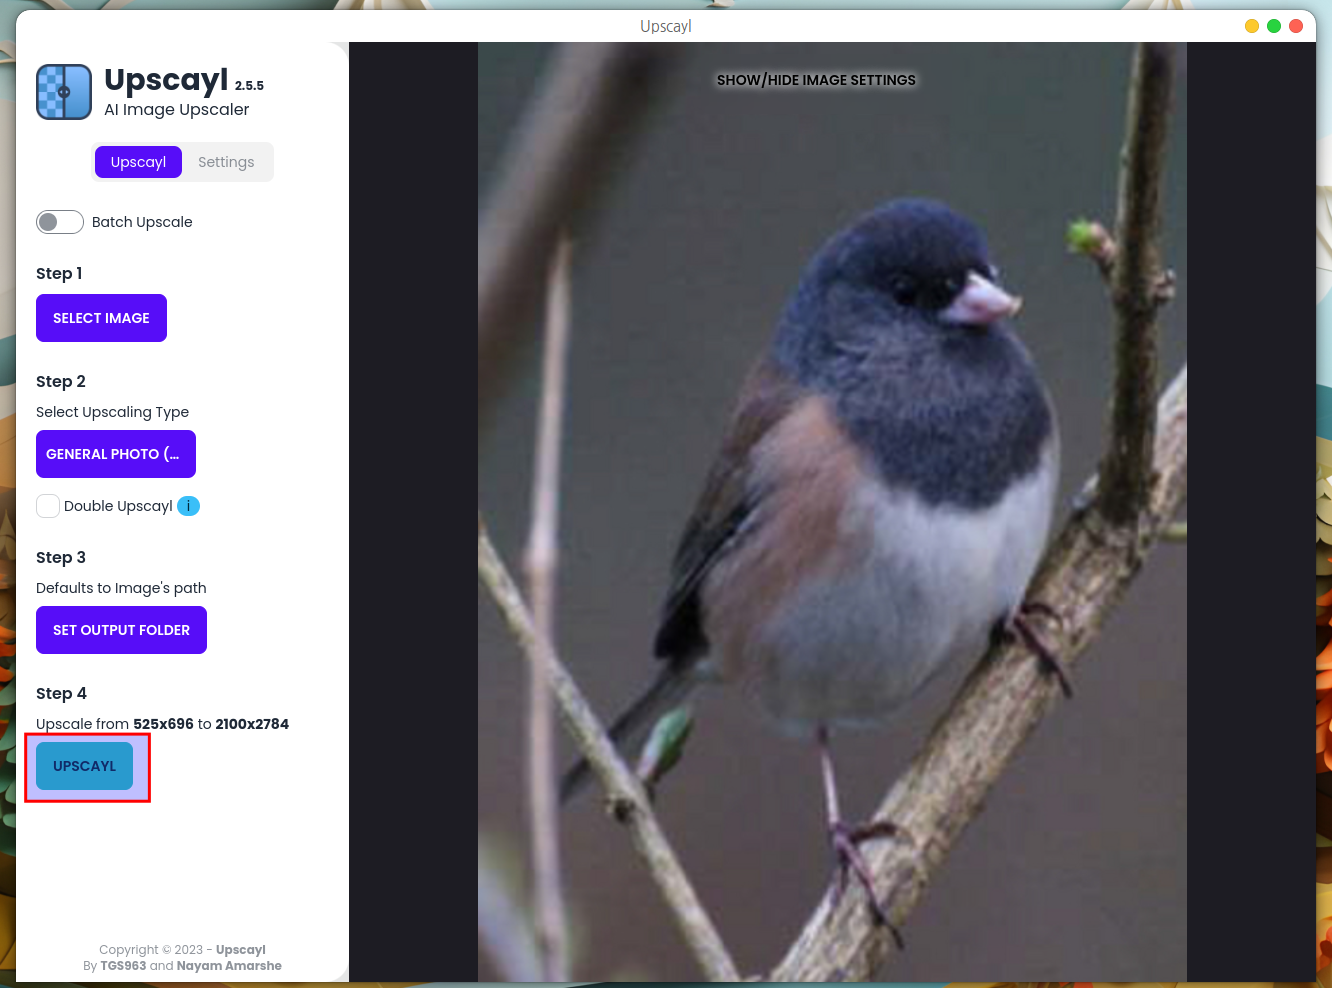 Upscayl
Upscayl 2.5.5
AI Image Upscaler
Upscayl Settings
Batch Upscale
Step 1
SELECT IMAGE
Step 2
Select Upscaling Type
GENERAL PHOTO (...
Double Upscayl i
Step 3
Defaults to Image's path
SET OUTPUT FOLDER
Step 4
Upscale from 525x696 to 2100x2784
UPSCAYL
Copyright © 2023 - Upscayl
By TGS963 and Nayam Amarshe
SHOW/HIDE IMAGE SETTINGS